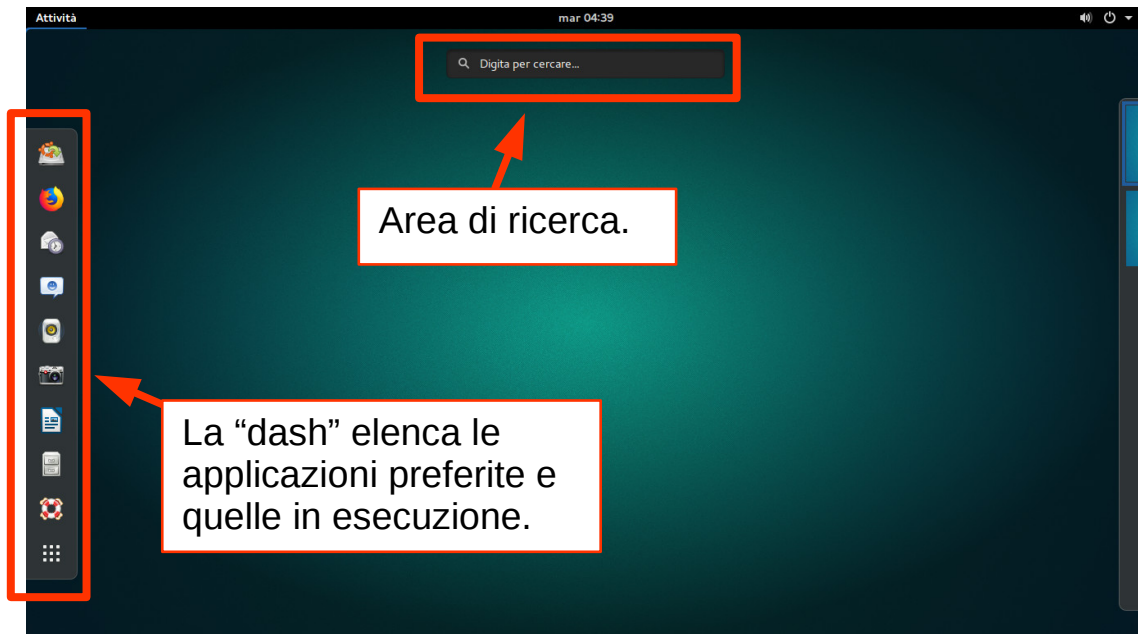 Attività
mar 04:39
Digita per cercare...
Area di ricerca.
La “dash” elenca le
applicazioni preferite e
quelle in esecuzione.